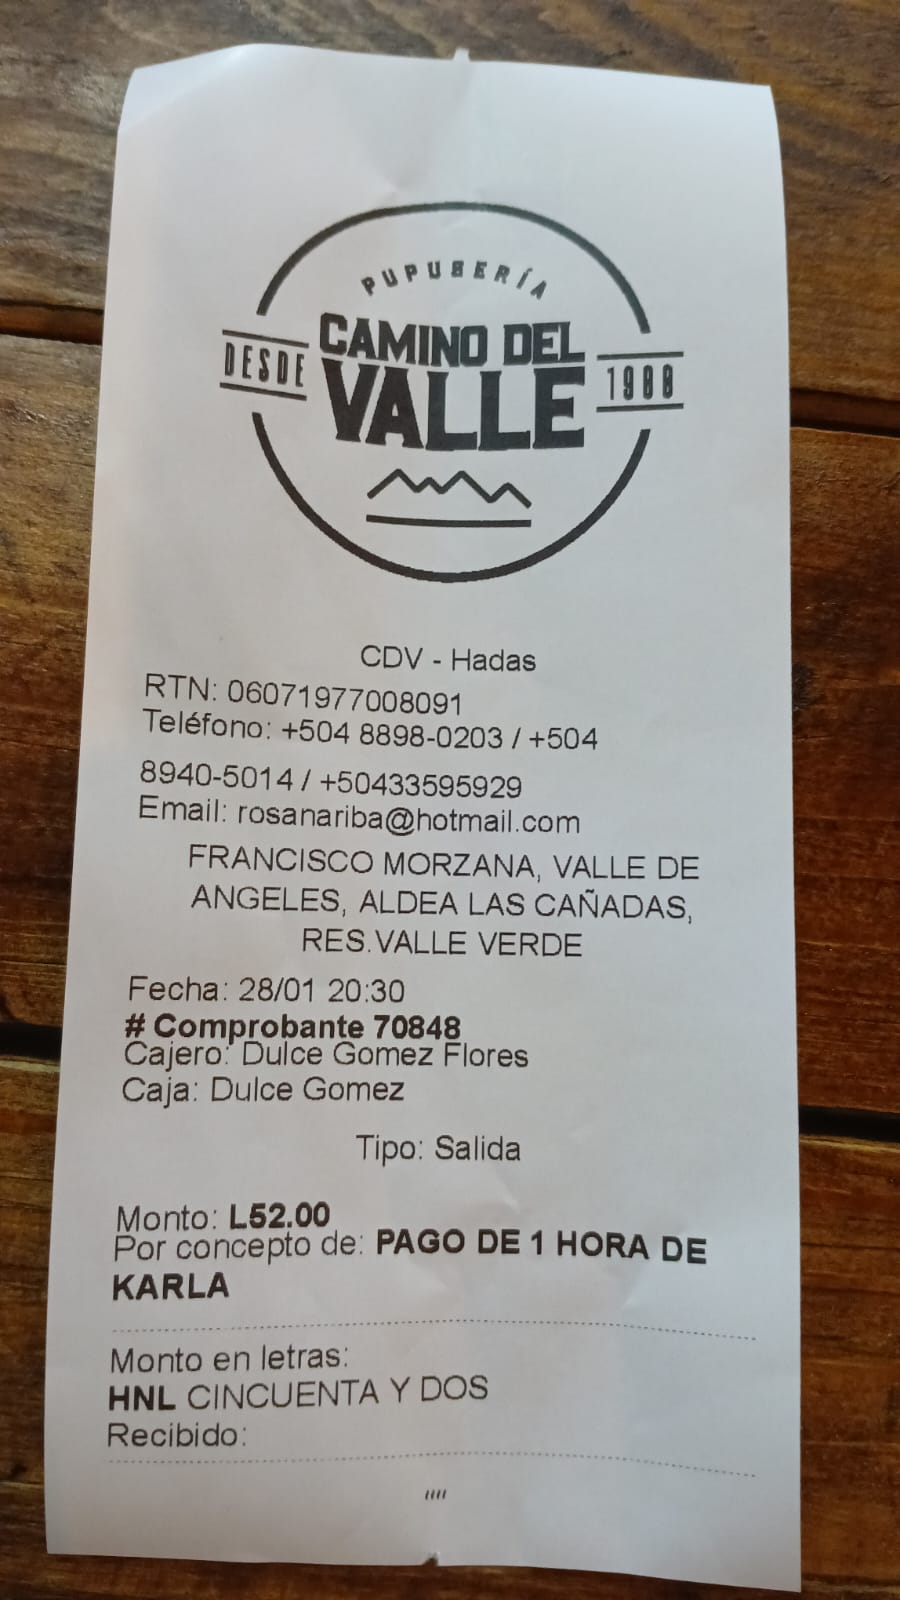 PUPUSERÍA
DESDE CAMINO DEL 1988
VALLE
CDV - Hadas
RTN: 06071977008091
Teléfono: +504 8898-0203 / +504
8940-5014 / +50433595929
Email: rosanariba@hotmail.com
FRANCISCO MORZANA, VALLE DE
ANGELES, ALDEA LAS CAÑADAS,
RES.VALLE VERDE
Fecha: 28/01 20:30
# Comprobante 70848
Cajero: Dulce Gomez Flores
Caja: Dulce Gomez
Tipo: Salida
Monto: L52.00
Por concepto de: PAGO DE 1 HORA DE
KARLA
Monto en letras:
HNL CINCUENTA Y DOS
Recibido: